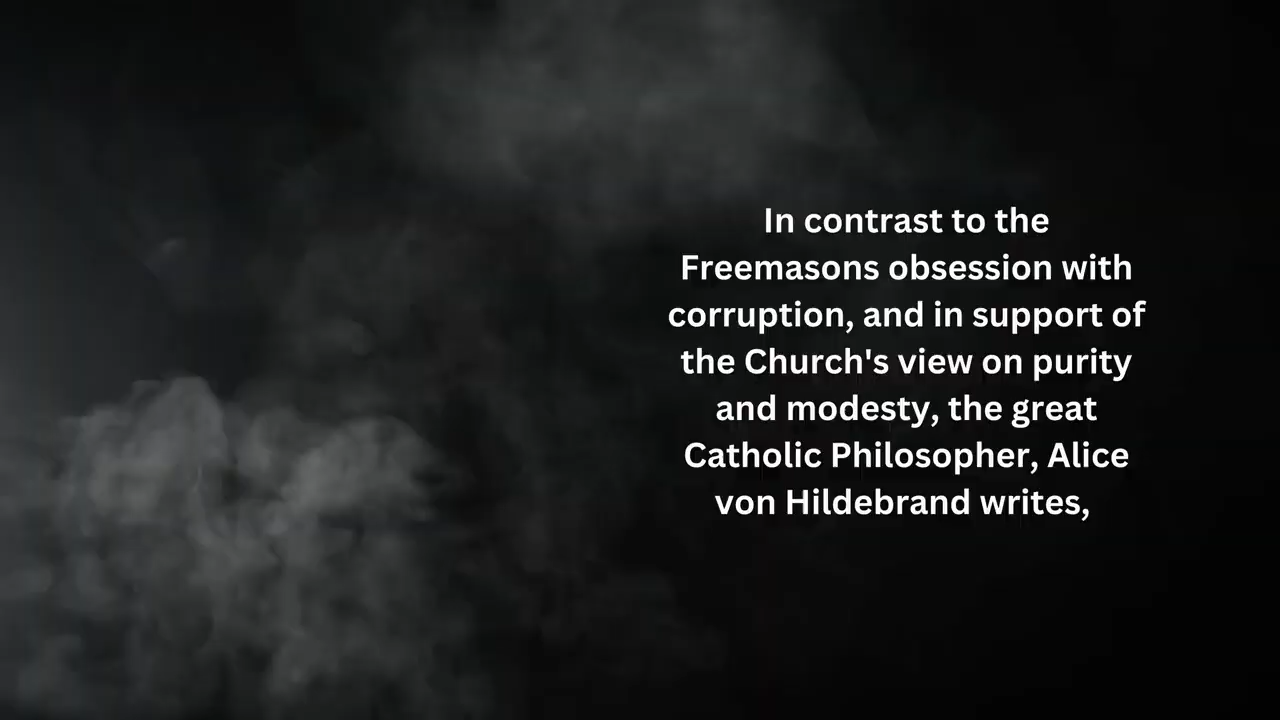 In contrast to the
Freemasons obsession with
corruption, and in support of
the Church's view on purity
and modesty, the great
Catholic Philosopher, Alice
von Hildebrand writes,